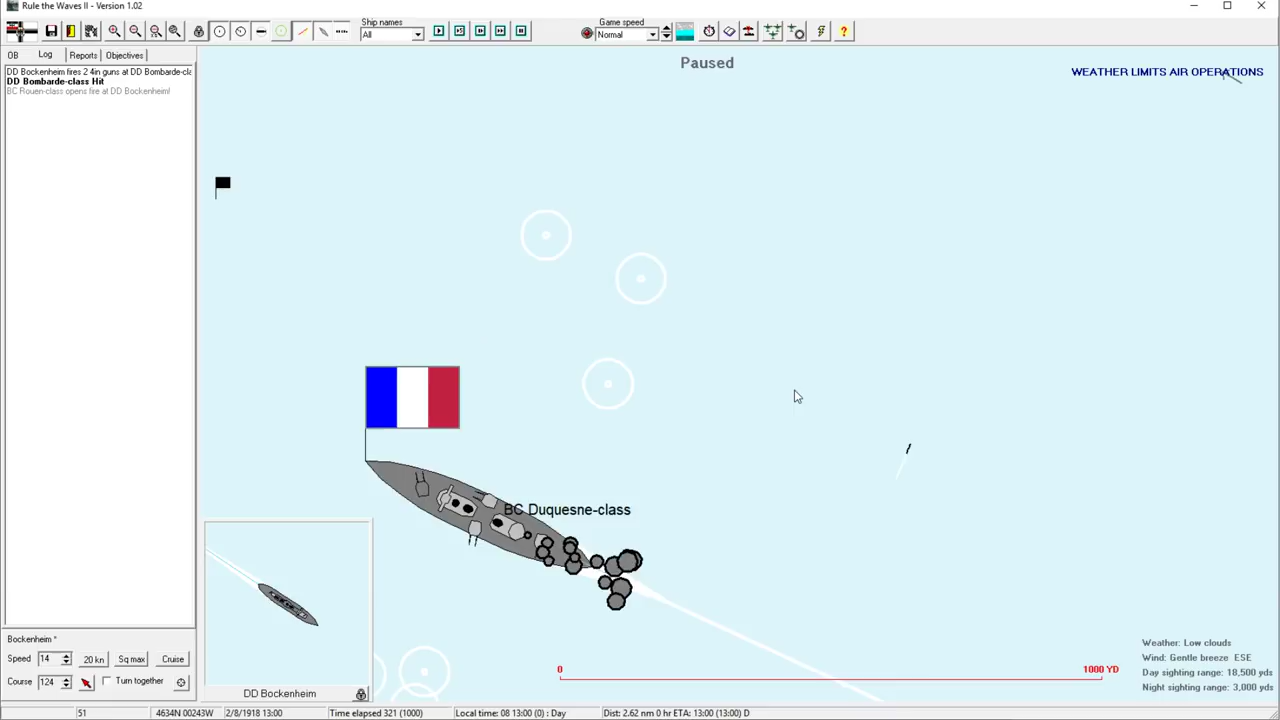 Rule the Waves II - Version 1.02
Ship names
All
Game speed
Normal
OB
Log
Reports
Objectives
Paused
WEATHER LIMITS AIR OPERATIONS
DD Bockenheim fires 2 4in guns at DD Bombarde-cla
DD Bombarde-class Hit
BC Rouen-class opens fire at DD Bockenheim!
BC Duquesne-class
Bockenheim *
Speed 14 20 kn Sq max Cruise
Course 124 Turn together
DD Bockenheim
0
1000 YD
Weather: Low clouds
Wind: Gentle breeze ESE
Day sighting range: 18,500 yds
Night sighting range: 3,000 yds
51 4634N 00243W 2/8/1918 13:00 Time elapsed 321 (1000) Local time: 08 13:00 (0) : Day Dist: 2.62 nm 0 hr ETA: 13:00 (13:00) D